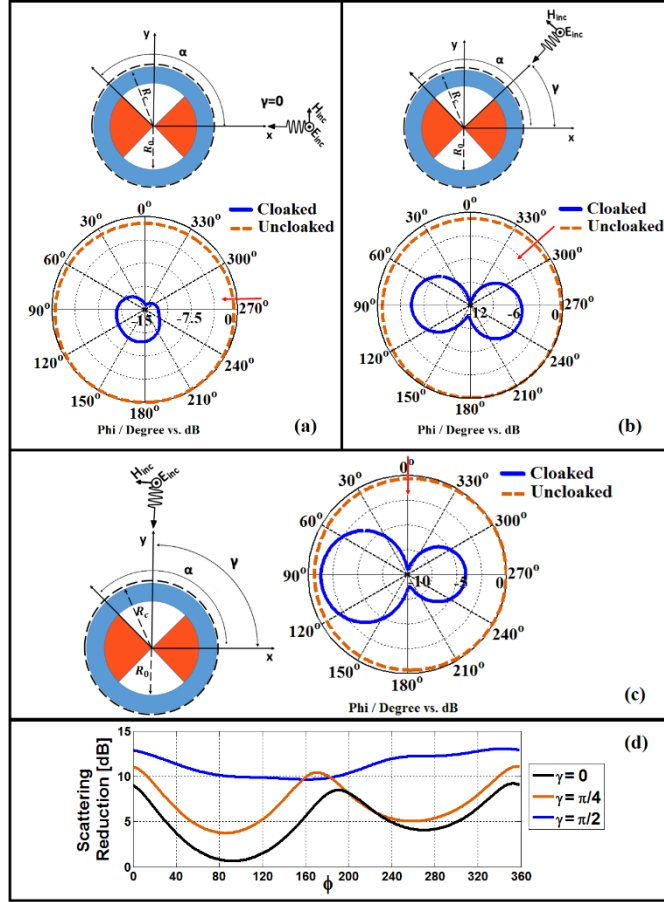 y
α
R_c
R_0
x
γ=0
H_inc
E_inc
Cloaked
Uncloaked
0°
30°
330°
60°
300°
90°
270°
-15
-7.5
0
120°
240°
150°
210°
180°
Phi / Degree vs. dB
(a)
H_inc
E_inc
y
α
γ
R_c
R_0
x
Cloaked
Uncloaked
0°
30°
330°
60°
300°
90°
270°
-12
-6
0
120°
240°
150°
210°
180°
Phi / Degree vs. dB
(b)
H_inc
E_inc
y
γ
α
R_c
R_0
x
Cloaked
Uncloaked
0°
30°
330°
60°
300°
90°
270°
-10
-5
0
120°
240°
150°
210°
180°
Phi / Degree vs. dB
(c)
(d)
Scattering
Reduction [dB]
15
10
5
0
0 40 80 120 160 200 240 280 320 360
ϕ
γ = 0
γ = π/4
γ = π/2